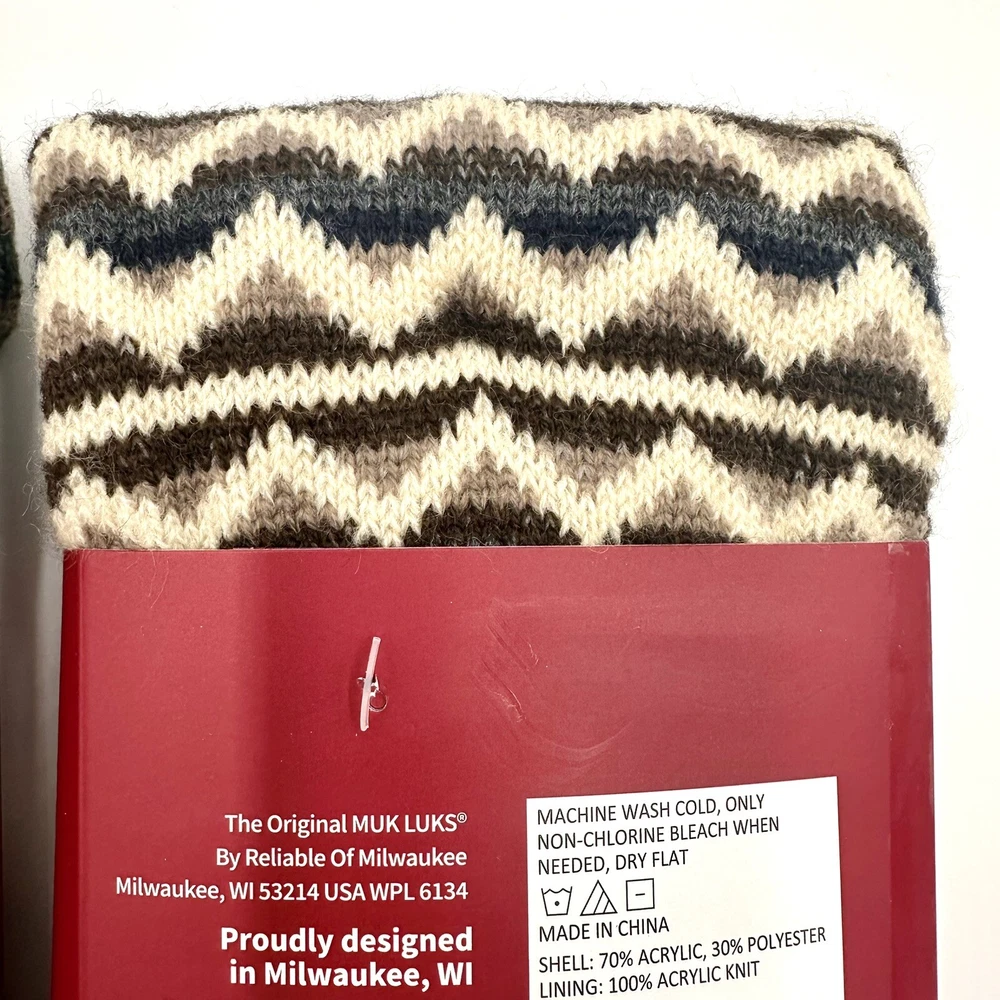 The Original MUK LUKS®
By Reliable Of Milwaukee
Milwaukee, WI 53214 USA WPL 6134
Proudly designed
in Milwaukee, WI
MACHINE WASH COLD, ONLY
NON-CHLORINE BLEACH WHEN
NEEDED, DRY FLAT
MADE IN CHINA
SHELL: 70% ACRYLIC, 30% POLYESTER
LINING: 100% ACRYLIC KNIT